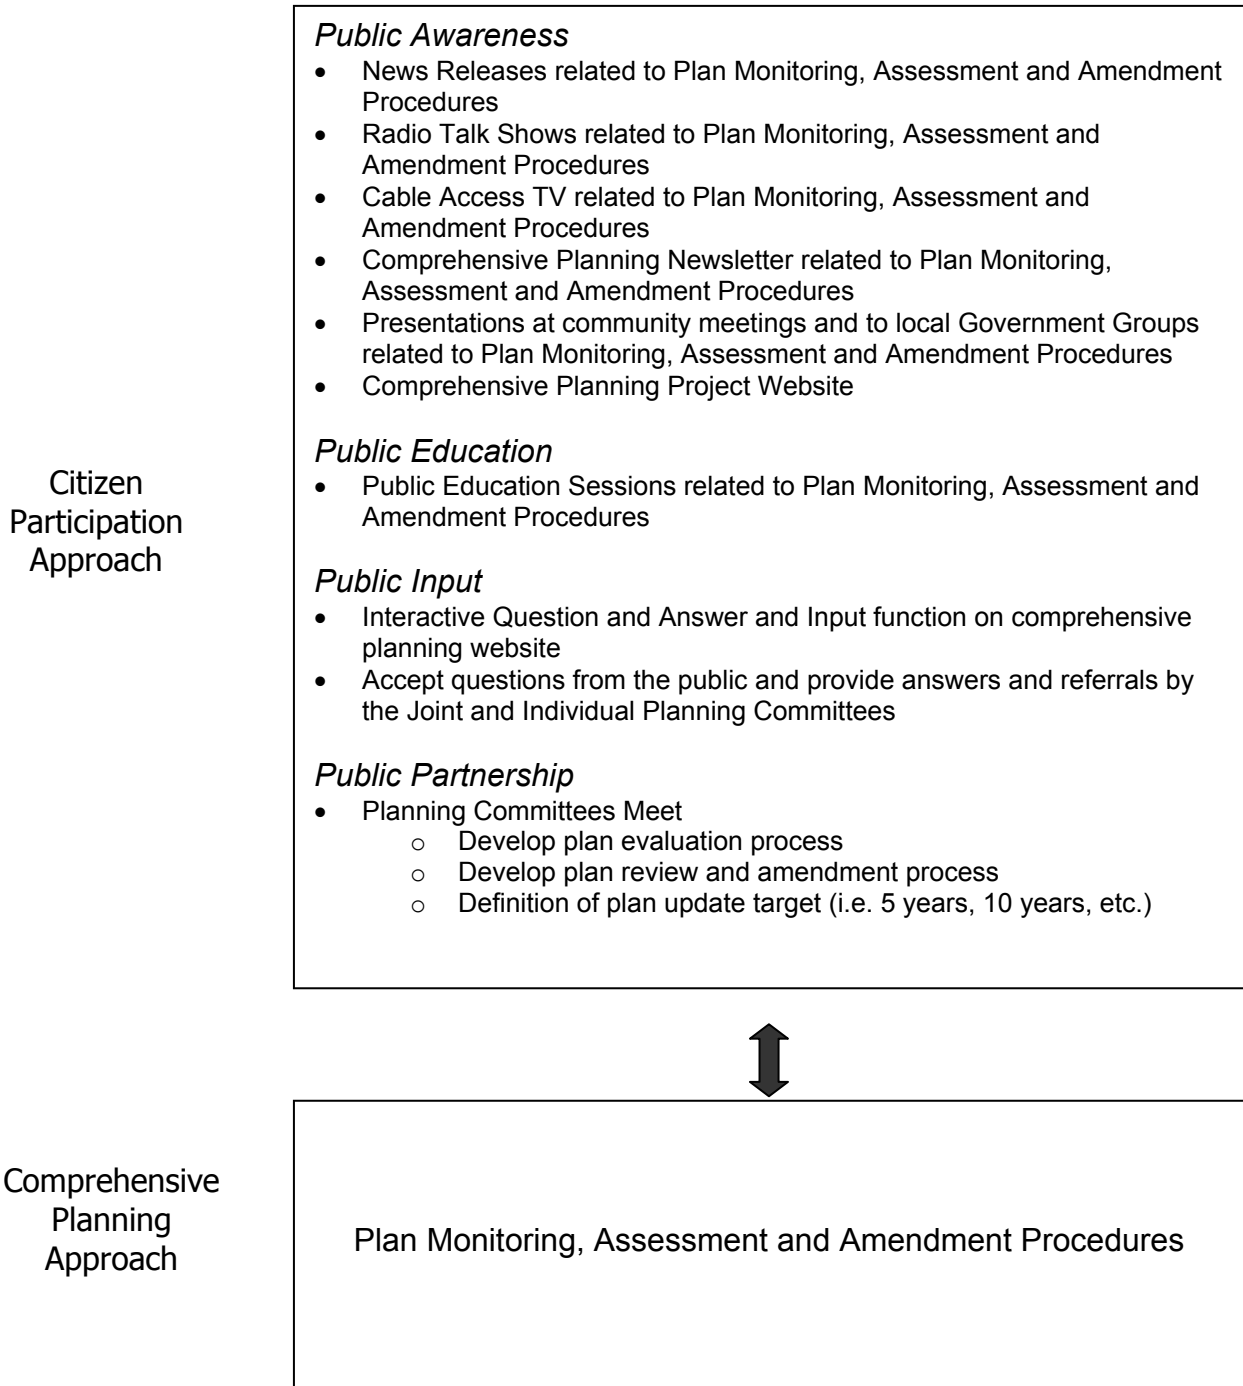 Public Awareness
• News Releases related to Plan Monitoring, Assessment and Amendment
Procedures
• Radio Talk Shows related to Plan Monitoring, Assessment and
Amendment Procedures
• Cable Access TV related to Plan Monitoring, Assessment and
Amendment Procedures
• Comprehensive Planning Newsletter related to Plan Monitoring,
Assessment and Amendment Procedures
• Presentations at community meetings and to local Government Groups
related to Plan Monitoring, Assessment and Amendment Procedures
• Comprehensive Planning Project Website
Citizen
Participation
Approach
Public Education
• Public Education Sessions related to Plan Monitoring, Assessment and
Amendment Procedures
Public Input
• Interactive Question and Answer and Input function on comprehensive
planning website
• Accept questions from the public and provide answers and referrals by
the Joint and Individual Planning Committees
Public Partnership
• Planning Committees Meet
o Develop plan evaluation process
o Develop plan review and amendment process
o Definition of plan update target (i.e. 5 years, 10 years, etc.)
Comprehensive
Planning
Approach
Plan Monitoring, Assessment and Amendment Procedures